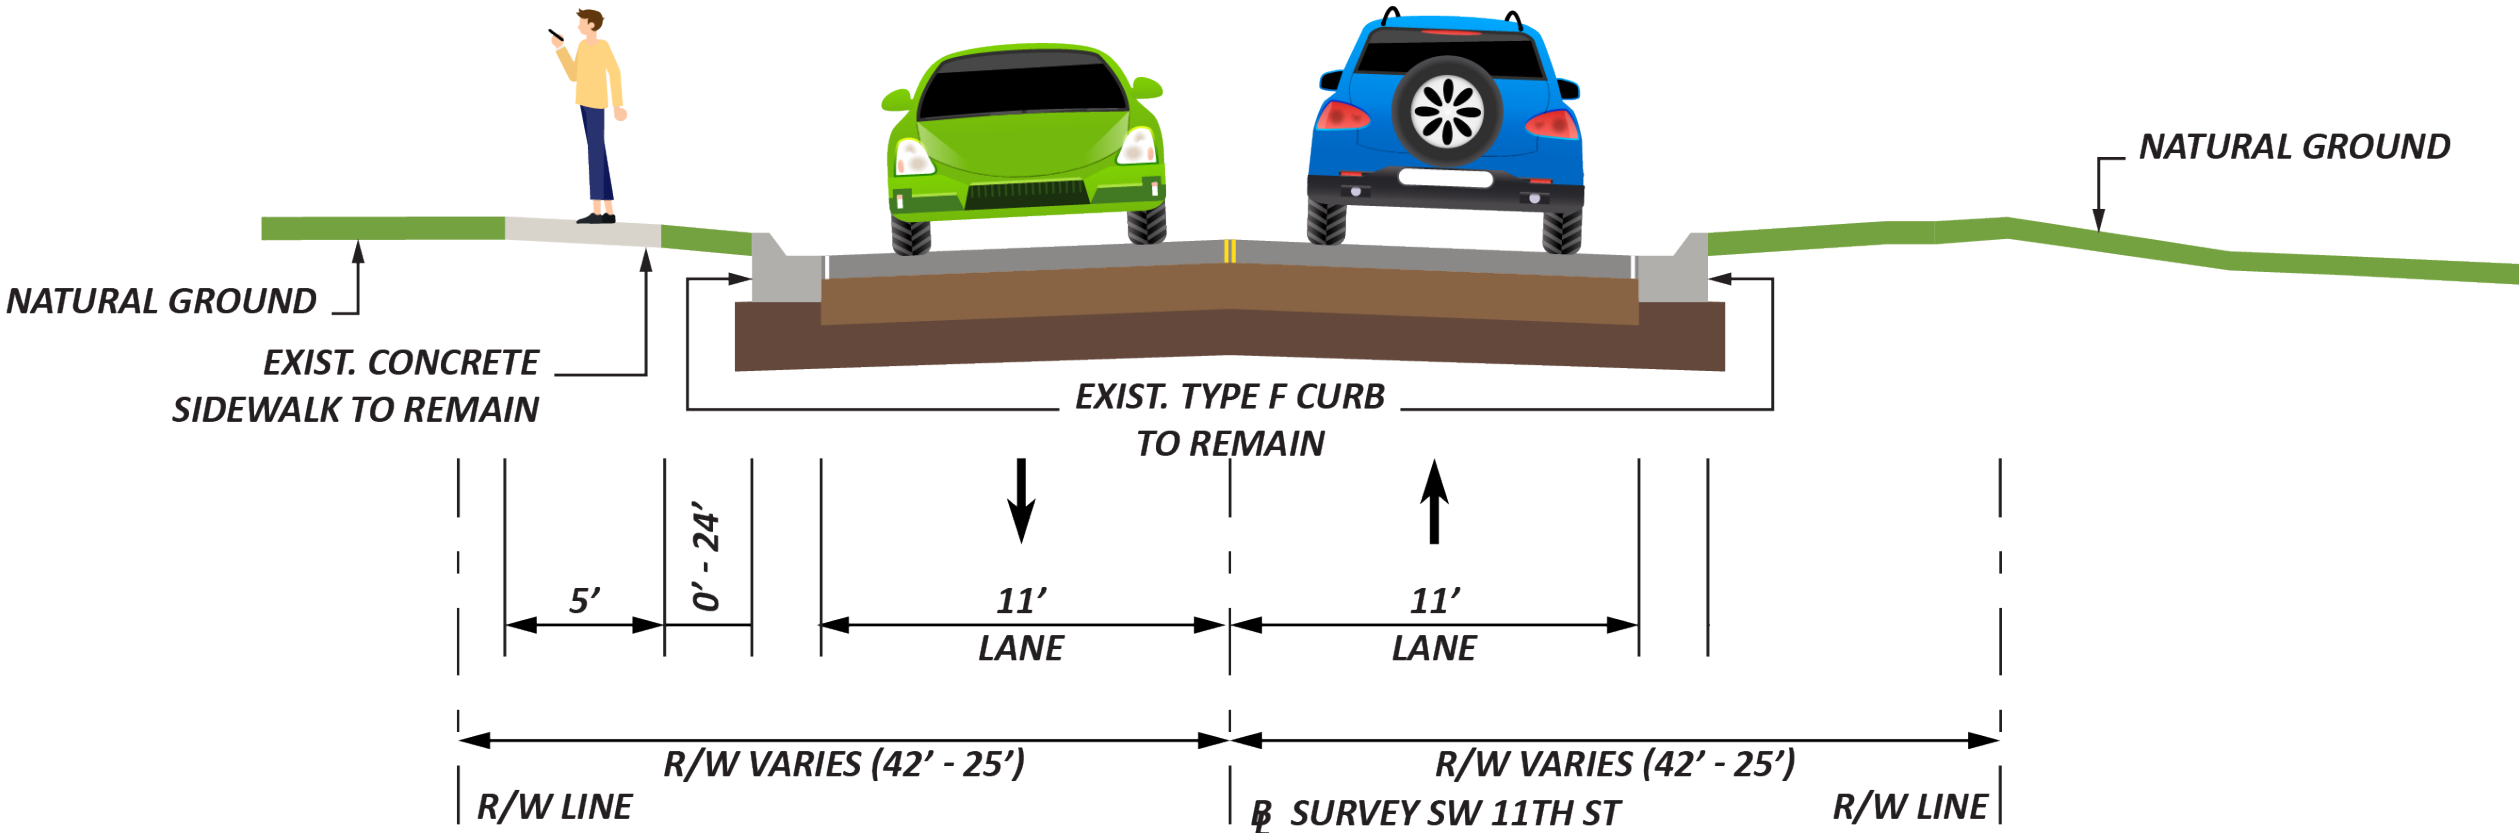 NATURAL GROUND
NATURAL GROUND
EXIST. CONCRETE
SIDEWALK TO REMAIN
EXIST. TYPE F CURB
TO REMAIN
5’
0’ - 24’
11’
LANE
11’
LANE
R/W VARIES (42’ - 25’)
R/W VARIES (42’ - 25’)
R/W LINE
BL SURVEY SW 11TH ST
R/W LINE